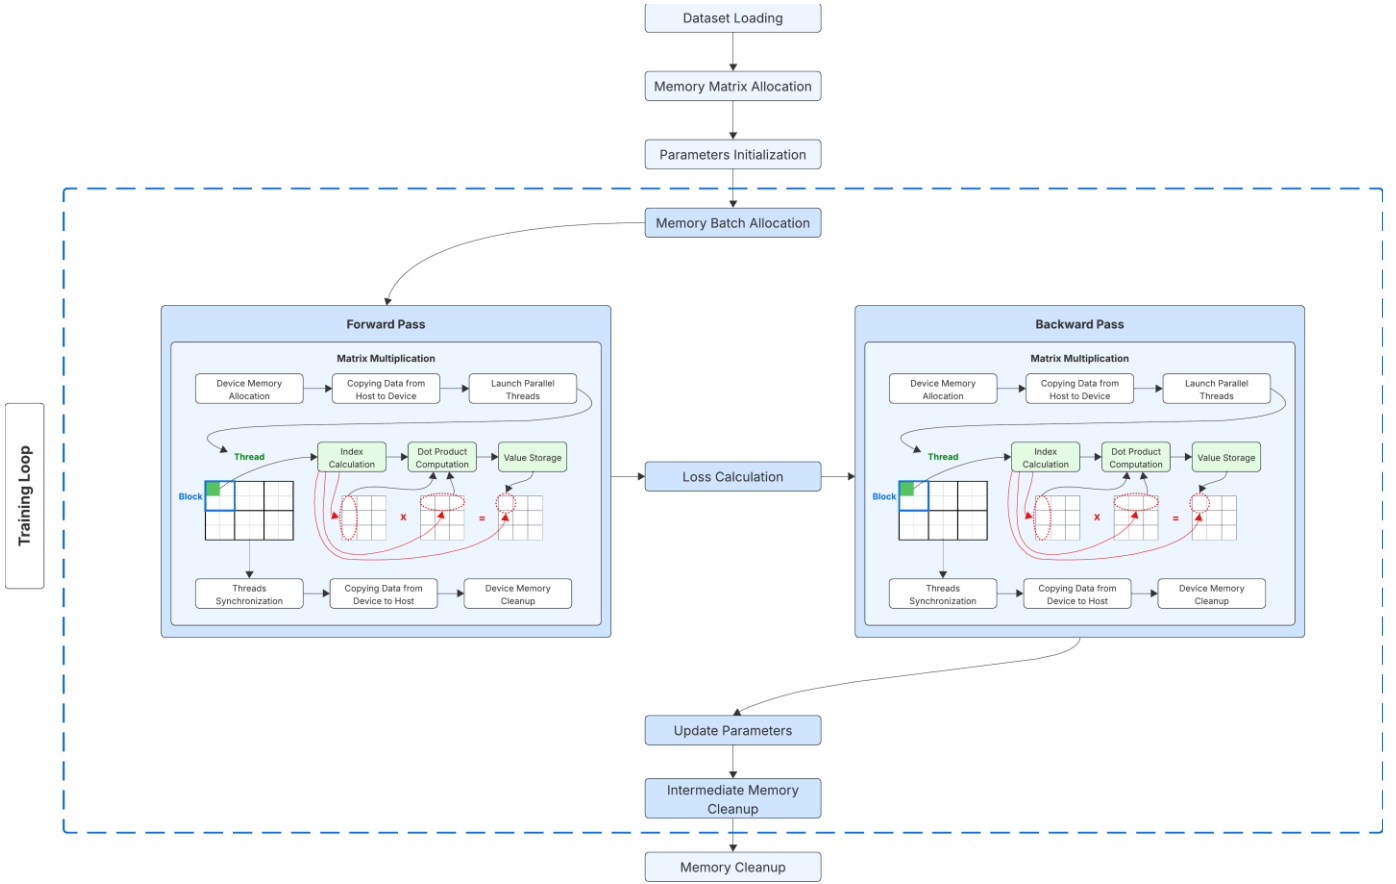 Dataset Loading
Memory Matrix Allocation
Parameters Initialization
Memory Batch Allocation
Training Loop
Forward Pass
Matrix Multiplication
Device Memory
Allocation
Copying Data from
Host to Device
Launch Parallel
Threads
Thread
Index
Calculation
Dot Product
Computation
Value Storage
Block
x
=
Threads
Synchronization
Copying Data from
Device to Host
Device Memory
Cleanup
Loss Calculation
Backward Pass
Matrix Multiplication
Device Memory
Allocation
Copying Data from
Host to Device
Launch Parallel
Threads
Thread
Index
Calculation
Dot Product
Computation
Value Storage
Block
x
=
Threads
Synchronization
Copying Data from
Device to Host
Device Memory
Cleanup
Update Parameters
Intermediate Memory
Cleanup
Memory Cleanup